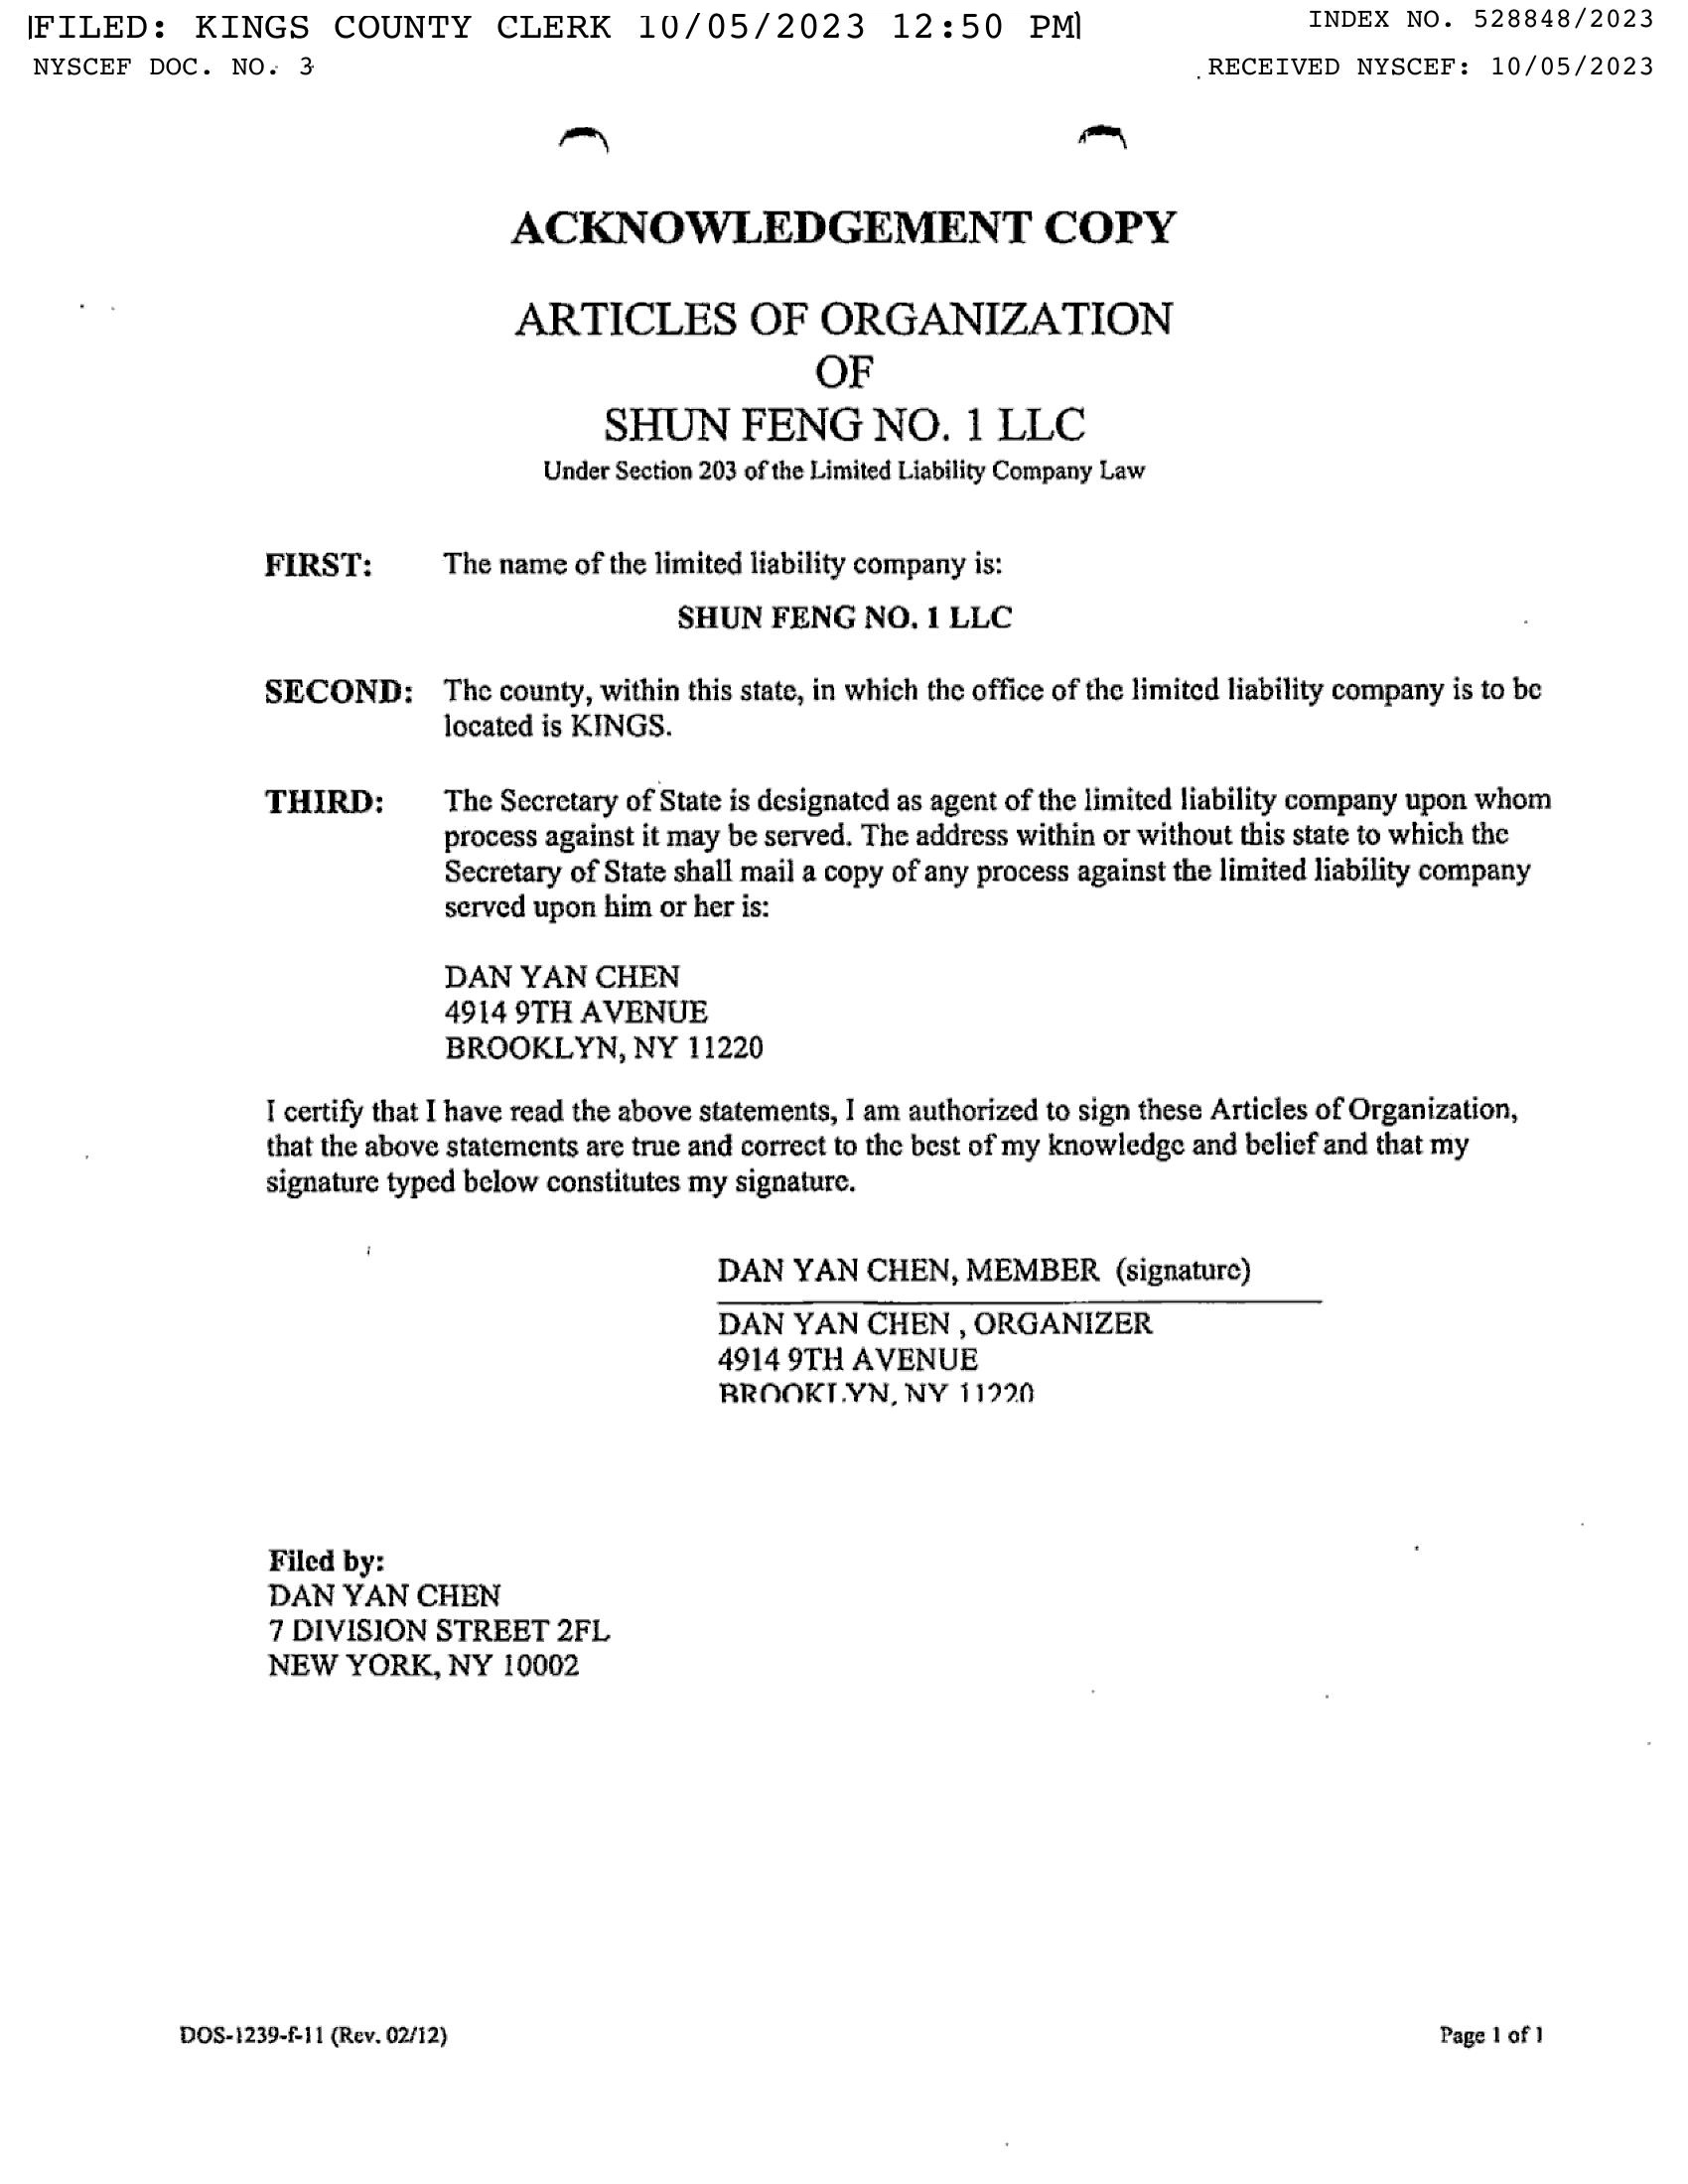 FILED: KINGS COUNTY CLERK 10/05/2023 12:50 PM
INDEX NO. 528848/2023
NYSCEF DOC. NO. 3
RECEIVED NYSCEF: 10/05/2023
ACKNOWLEDGEMENT COPY
ARTICLES OF ORGANIZATION
OF
SHUN FENG NO. 1 LLC
Under Section 203 of the Limited Liability Company Law
FIRST: The name of the limited liability company is:
SHUN FENG NO. 1 LLC
SECOND: The county, within this state, in which the office of the limited liability company is to be
located is KINGS.
THIRD: The Secretary of State is designated as agent of the limited liability company upon whom
process against it may be served. The address within or without this state to which the
Secretary of State shall mail a copy of any process against the limited liability company
served upon him or her is:
DAN YAN CHEN
4914 9TH AVENUE
BROOKLYN, NY 11220
I certify that I have read the above statements, I am authorized to sign these Articles of Organization,
that the above statements are true and correct to the best of my knowledge and belief and that my
signature typed below constitutes my signature.
DAN YAN CHEN, MEMBER (signature)
DAN YAN CHEN , ORGANIZER
4914 9TH AVENUE
BROOKLYN, NY 11220
Filed by:
DAN YAN CHEN
7 DIVISION STREET 2FL
NEW YORK, NY 10002
DOS-1239-f-11 (Rev. 02/12)
Page 1 of 1